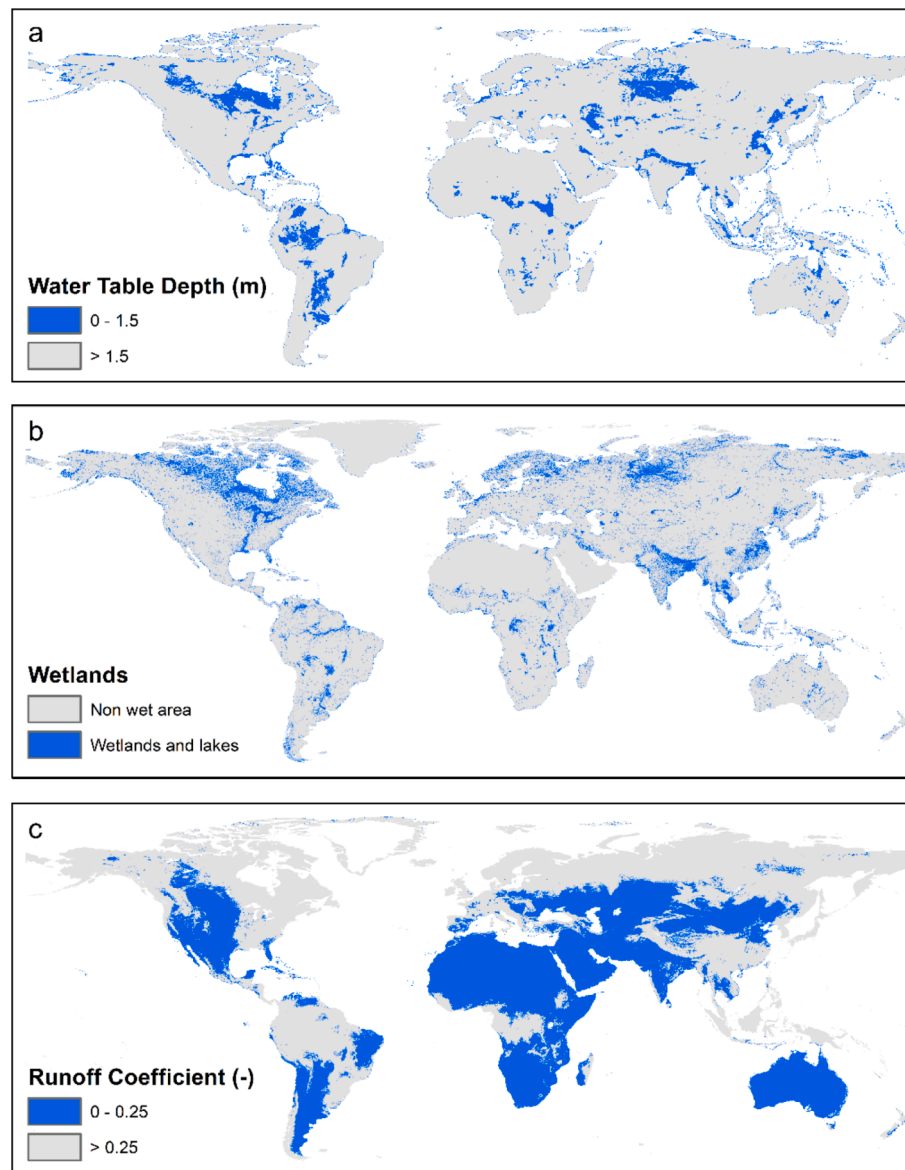 a
Water Table Depth (m)
0 - 1.5
> 1.5
b
Wetlands
Non wet area
Wetlands and lakes
c
Runoff Coefficient (-)
0 - 0.25
> 0.25